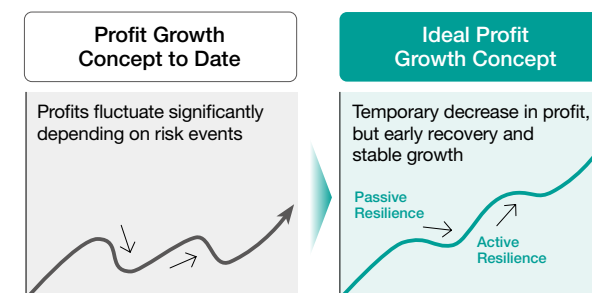 Profit Growth
Concept to Date
Ideal Profit
Growth Concept
Profits fluctuate significantly
depending on risk events
Temporary decrease in profit,
but early recovery and
stable growth
Passive
Resilience
Active
Resilience